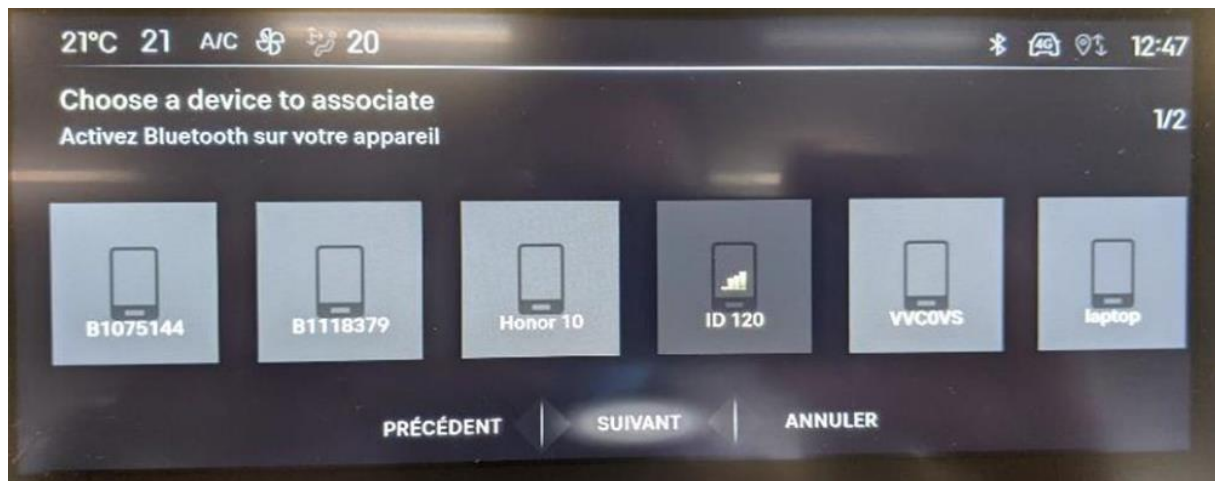 21°C 21 A/C 20 4G 12:47
Choose a device to associate
1/2
Activez Bluetooth sur votre appareil
B1075144 B1118379 Honor 10 ID 120 VVC0VS laptop
PRÉCÉDENT SUIVANT ANNULER